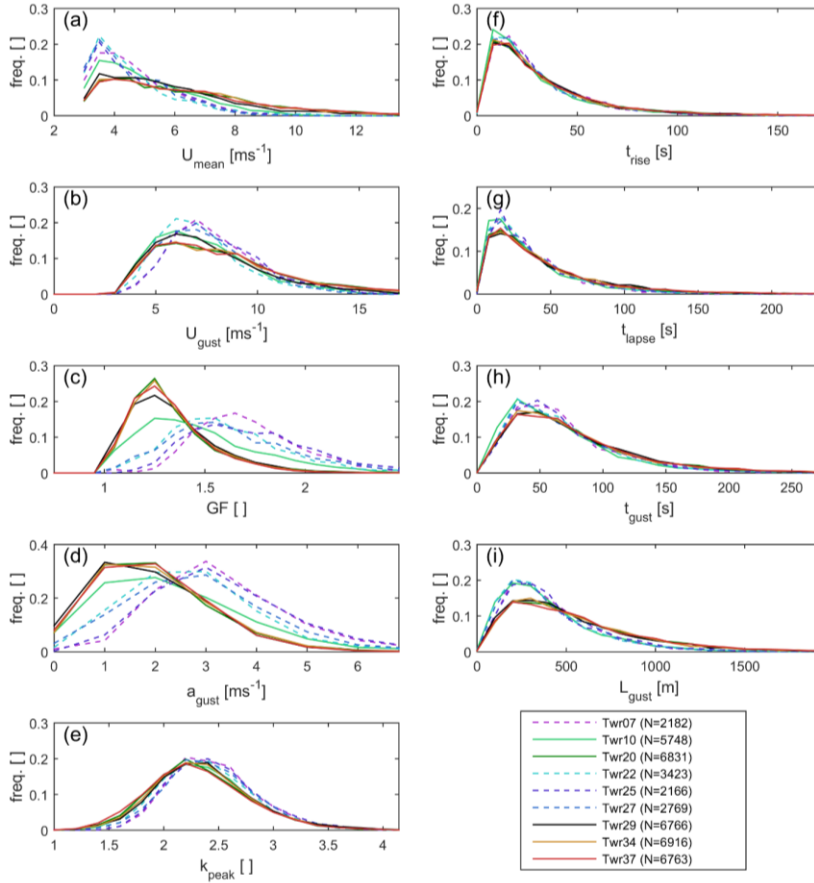 (a)
freq. [ ]
0.3
0.2
0.1
0
2 4 6 8 10 12
U_mean [ms^-1]
(b)
freq. [ ]
0.3
0.2
0.1
0
5 10 15
U_gust [ms^-1]
(c)
freq. [ ]
0.3
0.2
0.1
0
1 1.5 2
GF [ ]
(d)
freq. [ ]
0.4
0.2
0
0 1 2 3 4 5 6
a_gust [ms^-1]
(e)
freq. [ ]
0.3
0.2
0.1
0
1 1.5 2 2.5 3 3.5 4
k_peak [ ]
(f)
freq. [ ]
0.3
0.2
0.1
0
0 50 100 150
t_rise [s]
(g)
freq. [ ]
0.2
0.1
0
0 50 100 150 200
t_lapse [s]
(h)
freq. [ ]
0.3
0.2
0.1
0
0 50 100 150 200 250
t_gust [s]
(i)
freq. [ ]
0.3
0.2
0.1
0
0 500 1000 1500
L_gust [m]
Twr07 (N=2182)
Twr10 (N=5748)
Twr20 (N=6831)
Twr22 (N=3423)
Twr25 (N=2166)
Twr27 (N=2769)
Twr29 (N=6766)
Twr34 (N=6916)
Twr37 (N=6763)